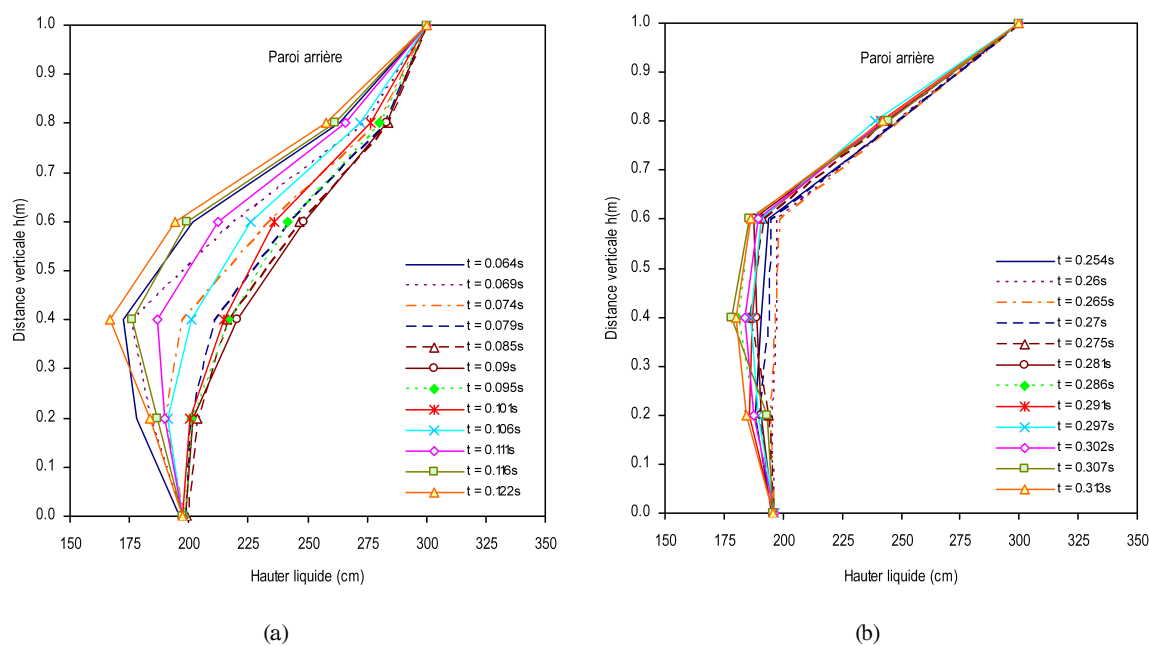 (a)
Paroi arrière
Distance verticale h(m)
1.0
0.9
0.8
0.7
0.6
0.5
0.4
0.3
0.2
0.1
0.0
150 175 200 225 250 275 300 325 350
Hauter liquide (cm)
t = 0.064s
t = 0.069s
t = 0.074s
t = 0.079s
t = 0.085s
t = 0.09s
t = 0.095s
t = 0.101s
t = 0.106s
t = 0.111s
t = 0.116s
t = 0.122s
(b)
Paroi arrière
Distance verticale h(m)
1.0
0.9
0.8
0.7
0.6
0.5
0.4
0.3
0.2
0.1
0.0
150 175 200 225 250 275 300 325 350
Hauter liquide (cm)
t = 0.254s
t = 0.26s
t = 0.265s
t = 0.27s
t = 0.275s
t = 0.281s
t = 0.286s
t = 0.291s
t = 0.297s
t = 0.302s
t = 0.307s
t = 0.313s